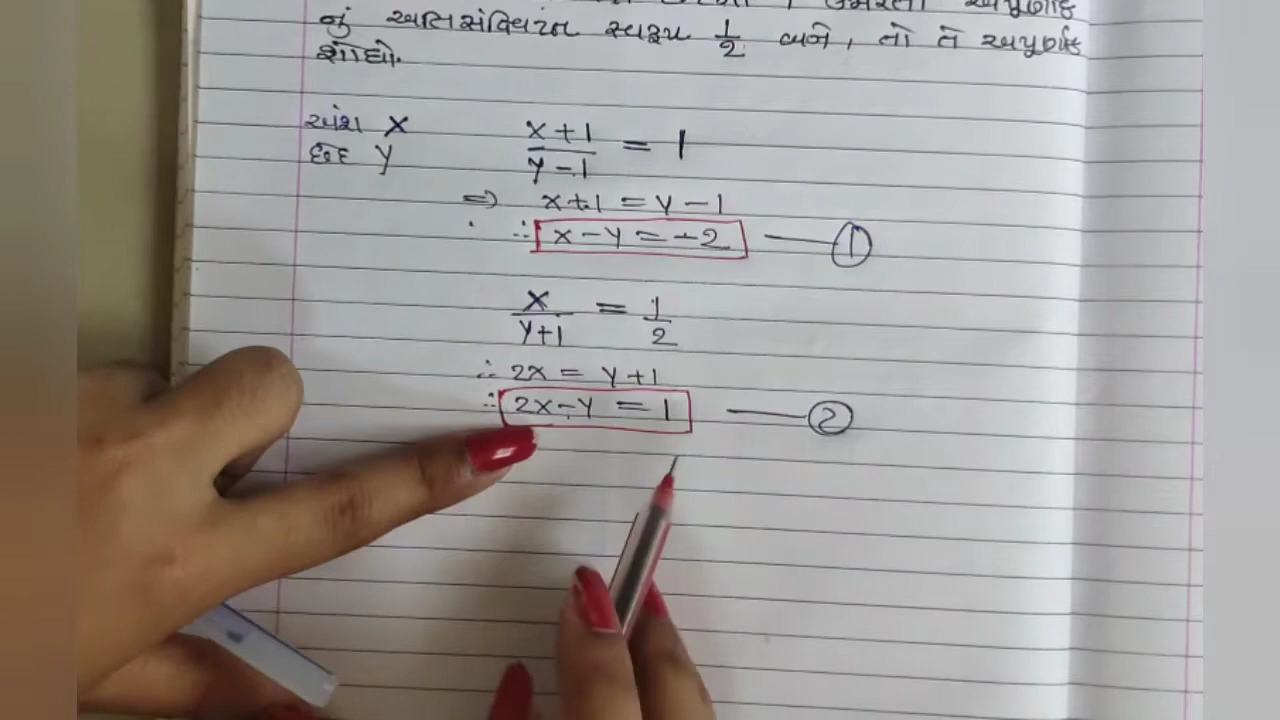 નું અતિસંક્ષિપ્ત સ્વરૂપ 1/2 બને, તો તે અપૂર્ણાંક
શોધો.
અંશ x
છેદ y
(x+1)/(y-1) = 1
⇒ x+1 = y-1
∴ x-y = -2 —— ①
x/(y+1) = 1/2
∴ 2x = y+1
∴ 2x-y = 1 —— ②